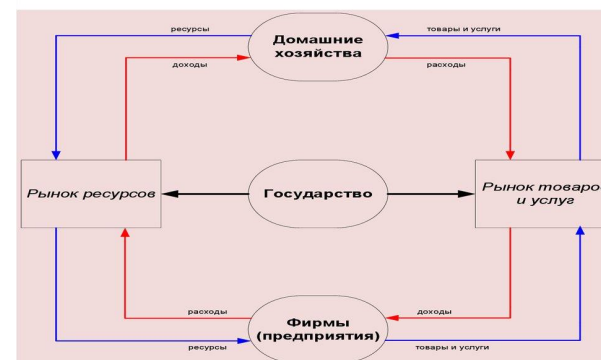 ресурсы
Домашние
хозяйства
товары и услуги
доходы
расходы
Рынок ресурсов
Государство
Рынок товаро
и услуг
расходы
доходы
Фирмы
(предприятия)
ресурсы
товары и услуги